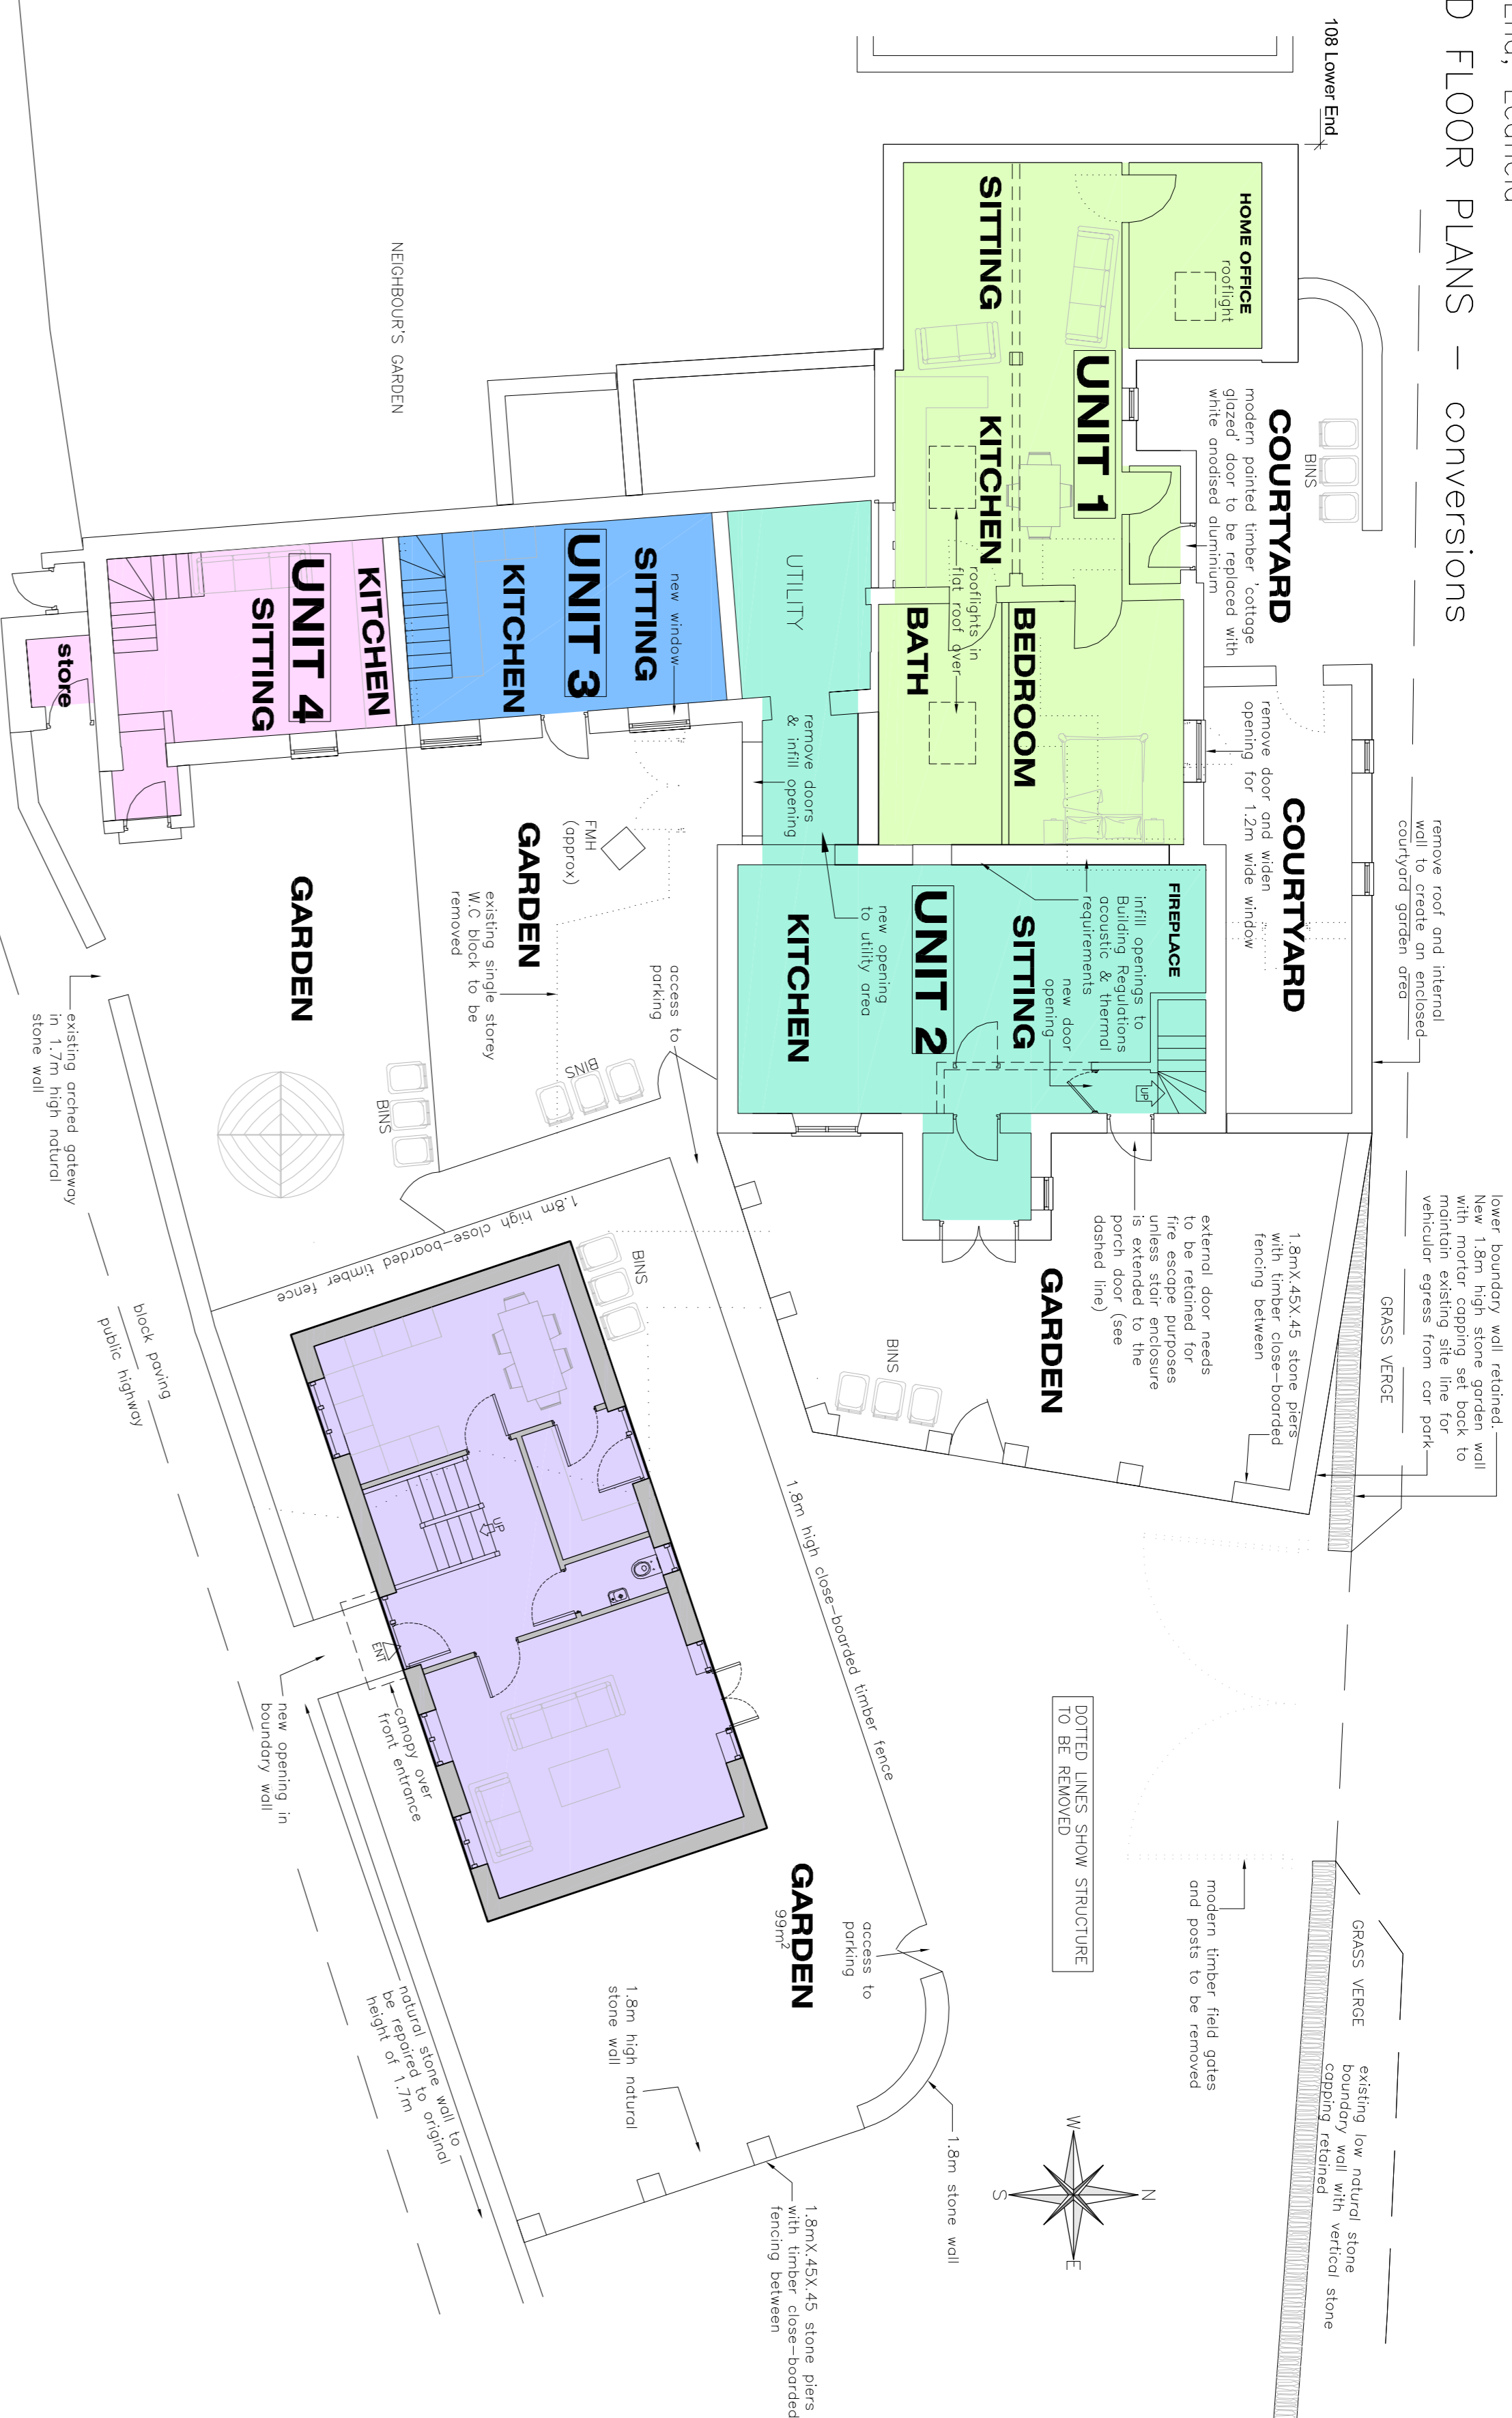 End, Leafield
D FLOOR PLANS – conversions
108 Lower End
HOME OFFICE
rooflight
SITTING
UNIT 1
KITCHEN
rooflights in
flat roof over
BATH
BEDROOM
BINS
COURTYARD
modern painted timber 'cottage
glazed' door to be replaced with
white anodised aluminium
remove door and widen
opening for 1.2m wide window
COURTYARD
remove roof and internal
wall to create an enclosed
courtyard garden area
lower boundary wall retained.
New 1.8m high stone garden wall
with mortar capping set back to
maintain existing site line for
vehicular egress from car park
GRASS VERGE
1.8mX.45X.45 stone piers
with timber close-boarded
fencing between
FIREPLACE
infill openings to
Building Regulations
acoustic & thermal
requirements
SITTING
new door
opening
UNIT 2
UP
KITCHEN
new opening
to utility area
UTILITY
remove doors
& infill opening
external door needs
to be retained for
fire escape purposes
unless stair enclosure
is extended to the
porch door (see
dashed line)
GARDEN
BINS
NEIGHBOUR'S GARDEN
new window
SITTING
UNIT 3
KITCHEN
KITCHEN
UNIT 4
SITTING
store
FMH
(approx)
GARDEN
existing single storey
W.C block to be
removed
access to
parking
BINS
GARDEN
BINS
existing arched gateway
in 1.7m high natural
stone wall
1.8m high close-boarded timber fence
BINS
block paving
public highway
1.8m high close-boarded timber fence
UP
ENT
canopy over
front entrance
new opening in
boundary wall
DOTTED LINES SHOW STRUCTURE
TO BE REMOVED
modern timber field gates
and posts to be removed
GRASS VERGE
existing low natural stone
boundary wall with vertical stone
capping retained
GARDEN
99m²
access to
parking
1.8m high natural
stone wall
natural stone wall to
be repaired to original
height of 1.7m
1.8m stone wall
1.8mX.45X.45 stone piers
with timber close-boarded
fencing between
N
W
E
S